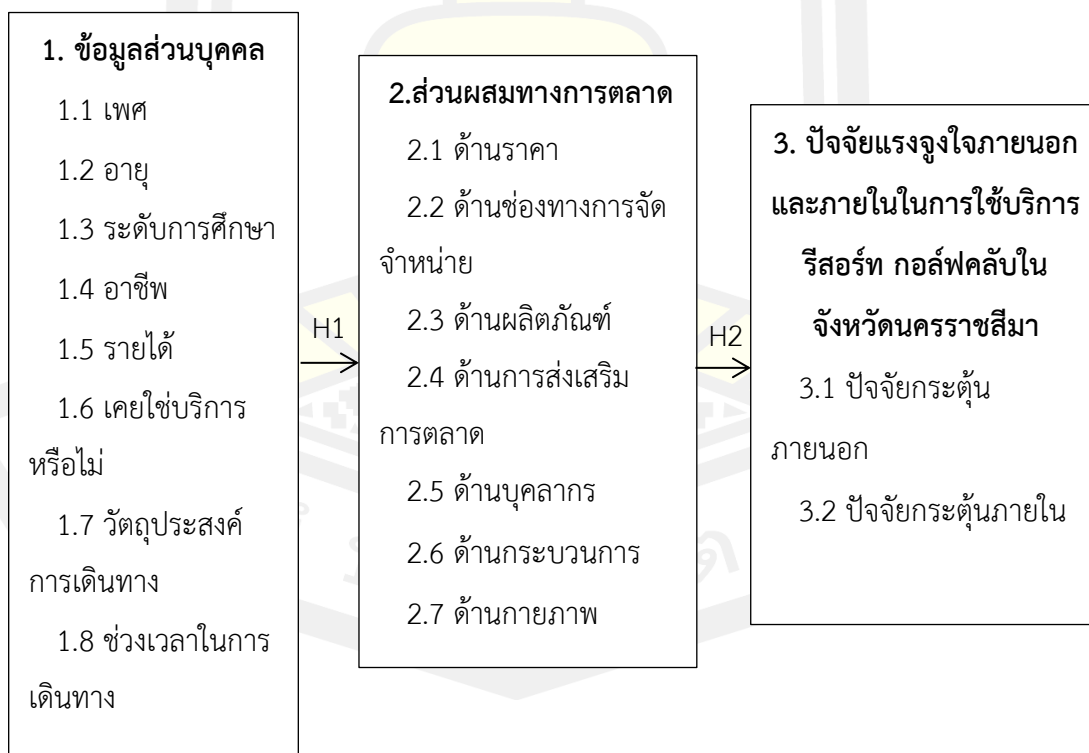 1. ข้อมูลส่วนบุคคล
1.1 เพศ
1.2 อายุ
1.3 ระดับการศึกษา
1.4 อาชีพ
1.5 รายได้
1.6 เคยใช่บริการ
หรือไม่
1.7 วัตถุประสงค์
การเดินทาง
1.8 ช่วงเวลาในการ
เดินทาง
H1
2.ส่วนผสมทางการตลาด
2.1 ด้านราคา
2.2 ด้านช่องทางการจัด
จำหน่าย
2.3 ด้านผลิตภัณฑ์
2.4 ด้านการส่งเสริม
การตลาด
2.5 ด้านบุคลากร
2.6 ด้านกระบวนการ
2.7 ด้านกายภาพ
H2
3. ปัจจัยแรงจูงใจภายนอก
และภายในในการใช้บริการ
รีสอร์ท กอล์ฟคลับใน
จังหวัดนครราชสีมา
3.1 ปัจจัยกระตุ้น
ภายนอก
3.2 ปัจจัยกระตุ้นภายใน